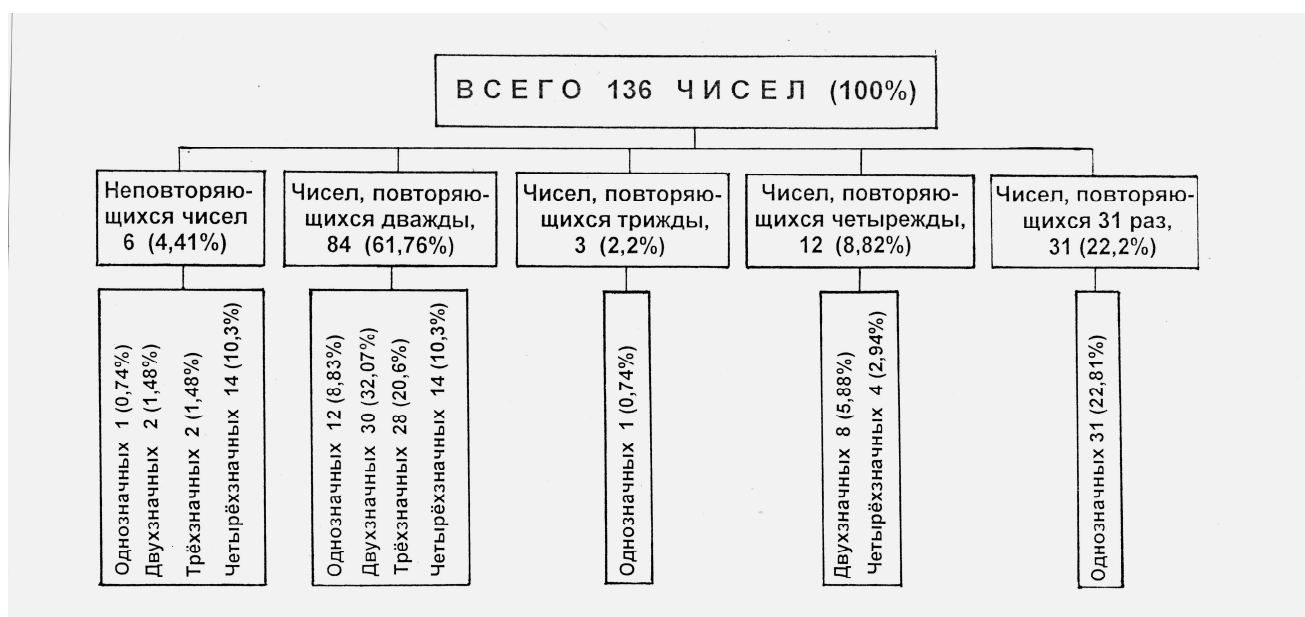 ВСЕГО 136 ЧИСЕЛ (100%)
Неповторяю-
щихся чисел
6 (4,41%)
Чисел, повторяю-
щихся дважды,
84 (61,76%)
Чисел, повторяю-
щихся трижды,
3 (2,2%)
Чисел, повторяю-
щихся четырежды,
12 (8,82%)
Чисел, повторяю-
щихся 31 раз,
31 (22,2%)
Однозначных 1 (0,74%)
Двухзначных 2 (1,48%)
Трёхзначных 2 (1,48%)
Четырёхзначных 14 (10,3%)
Однозначных 12 (8,83%)
Двухзначных 30 (32,07%)
Трёхзначных 28 (20,6%)
Четырёхзначных 14 (10,3%)
Однозначных 1 (0,74%)
Двухзначных 8 (5,88%)
Четырёхзначных 4 (2,94%)
Однозначных 31 (22,81%)